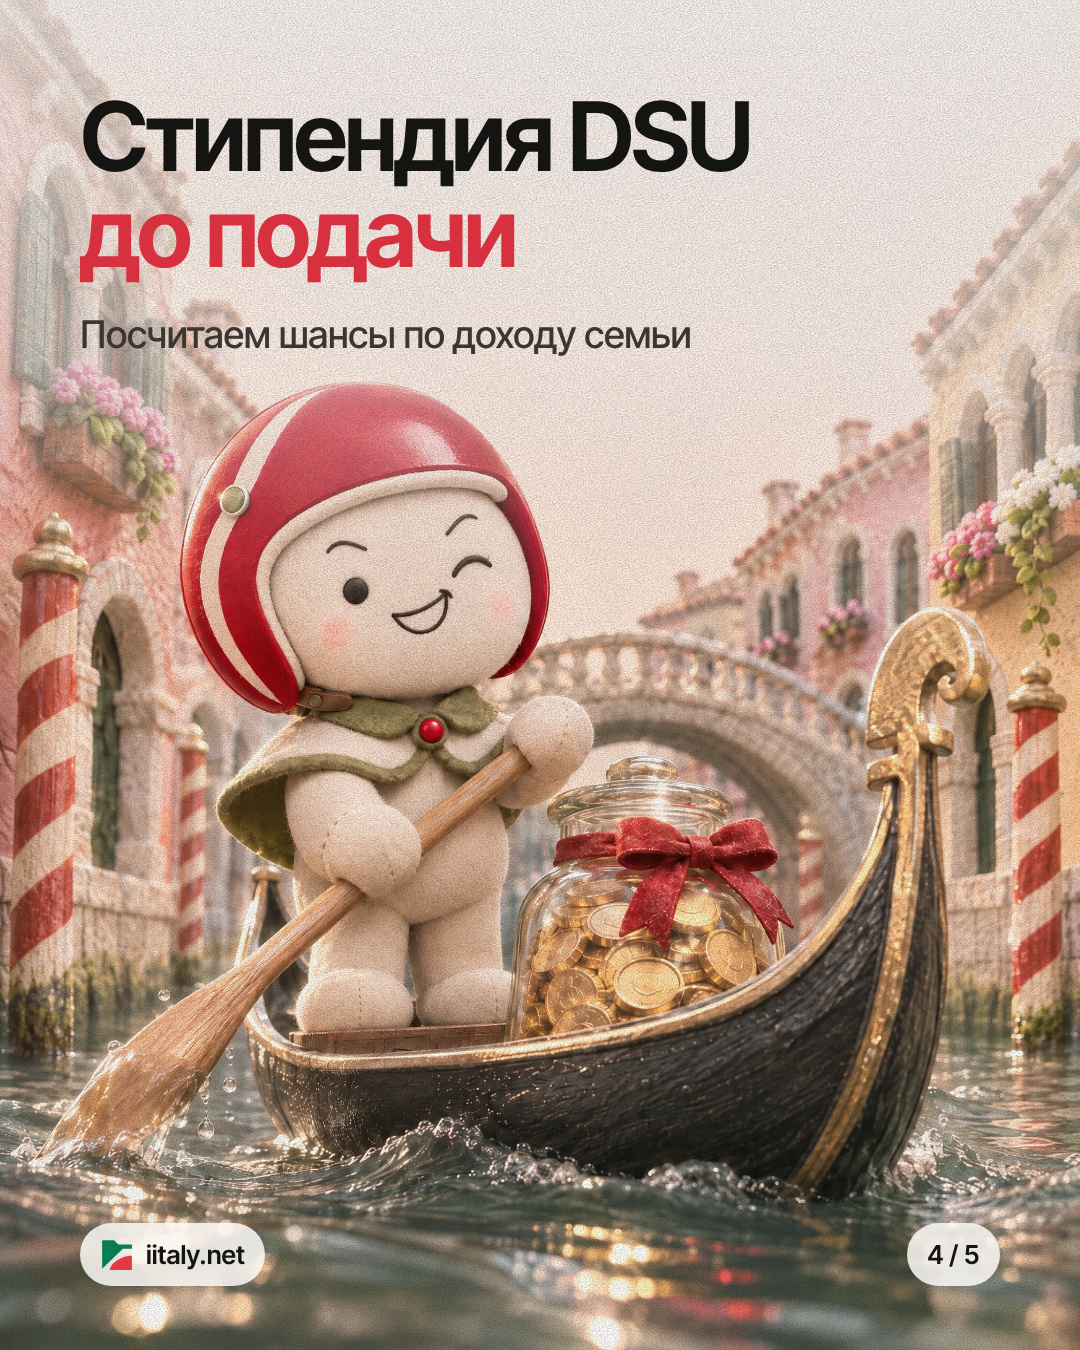 Стипендия DSU
до подачи
Посчитаем шансы по доходу семьи
iitaly.net
4 / 5